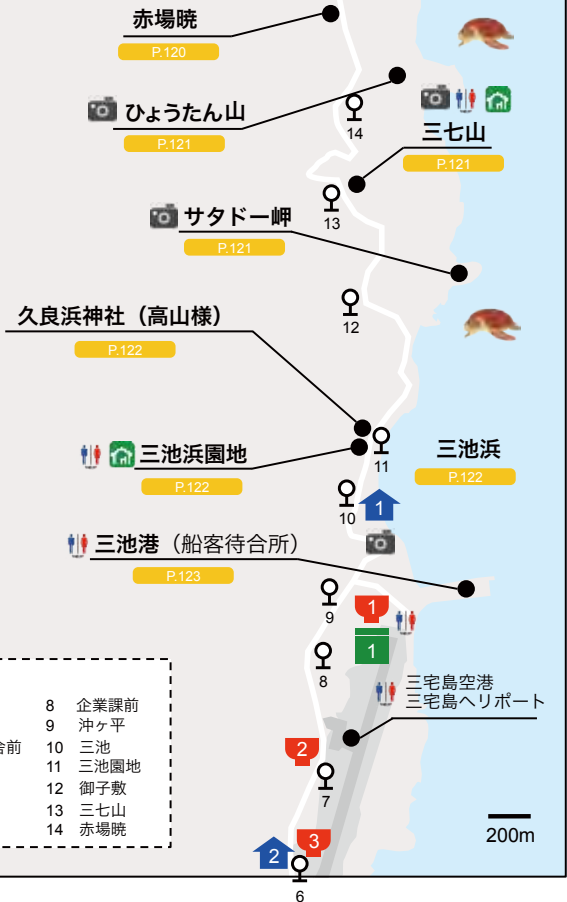 赤場暁
P.120
ひょうたん山
P.121
14
三七山
P.121
13
サタドー岬
P.121
12
久良浜神社（高山様）
P.122
11
三池浜園地
P.122
三池浜
P.122
10
1
三池港（船客待合所）
P.123
9
1
1
8
三宅島空港
三宅島ヘリポート
2
7
3
2
6
8 企業課前
9 沖ヶ平
舎前 10 三池
11 三池園地
12 御子敷
13 三七山
14 赤場暁
200m